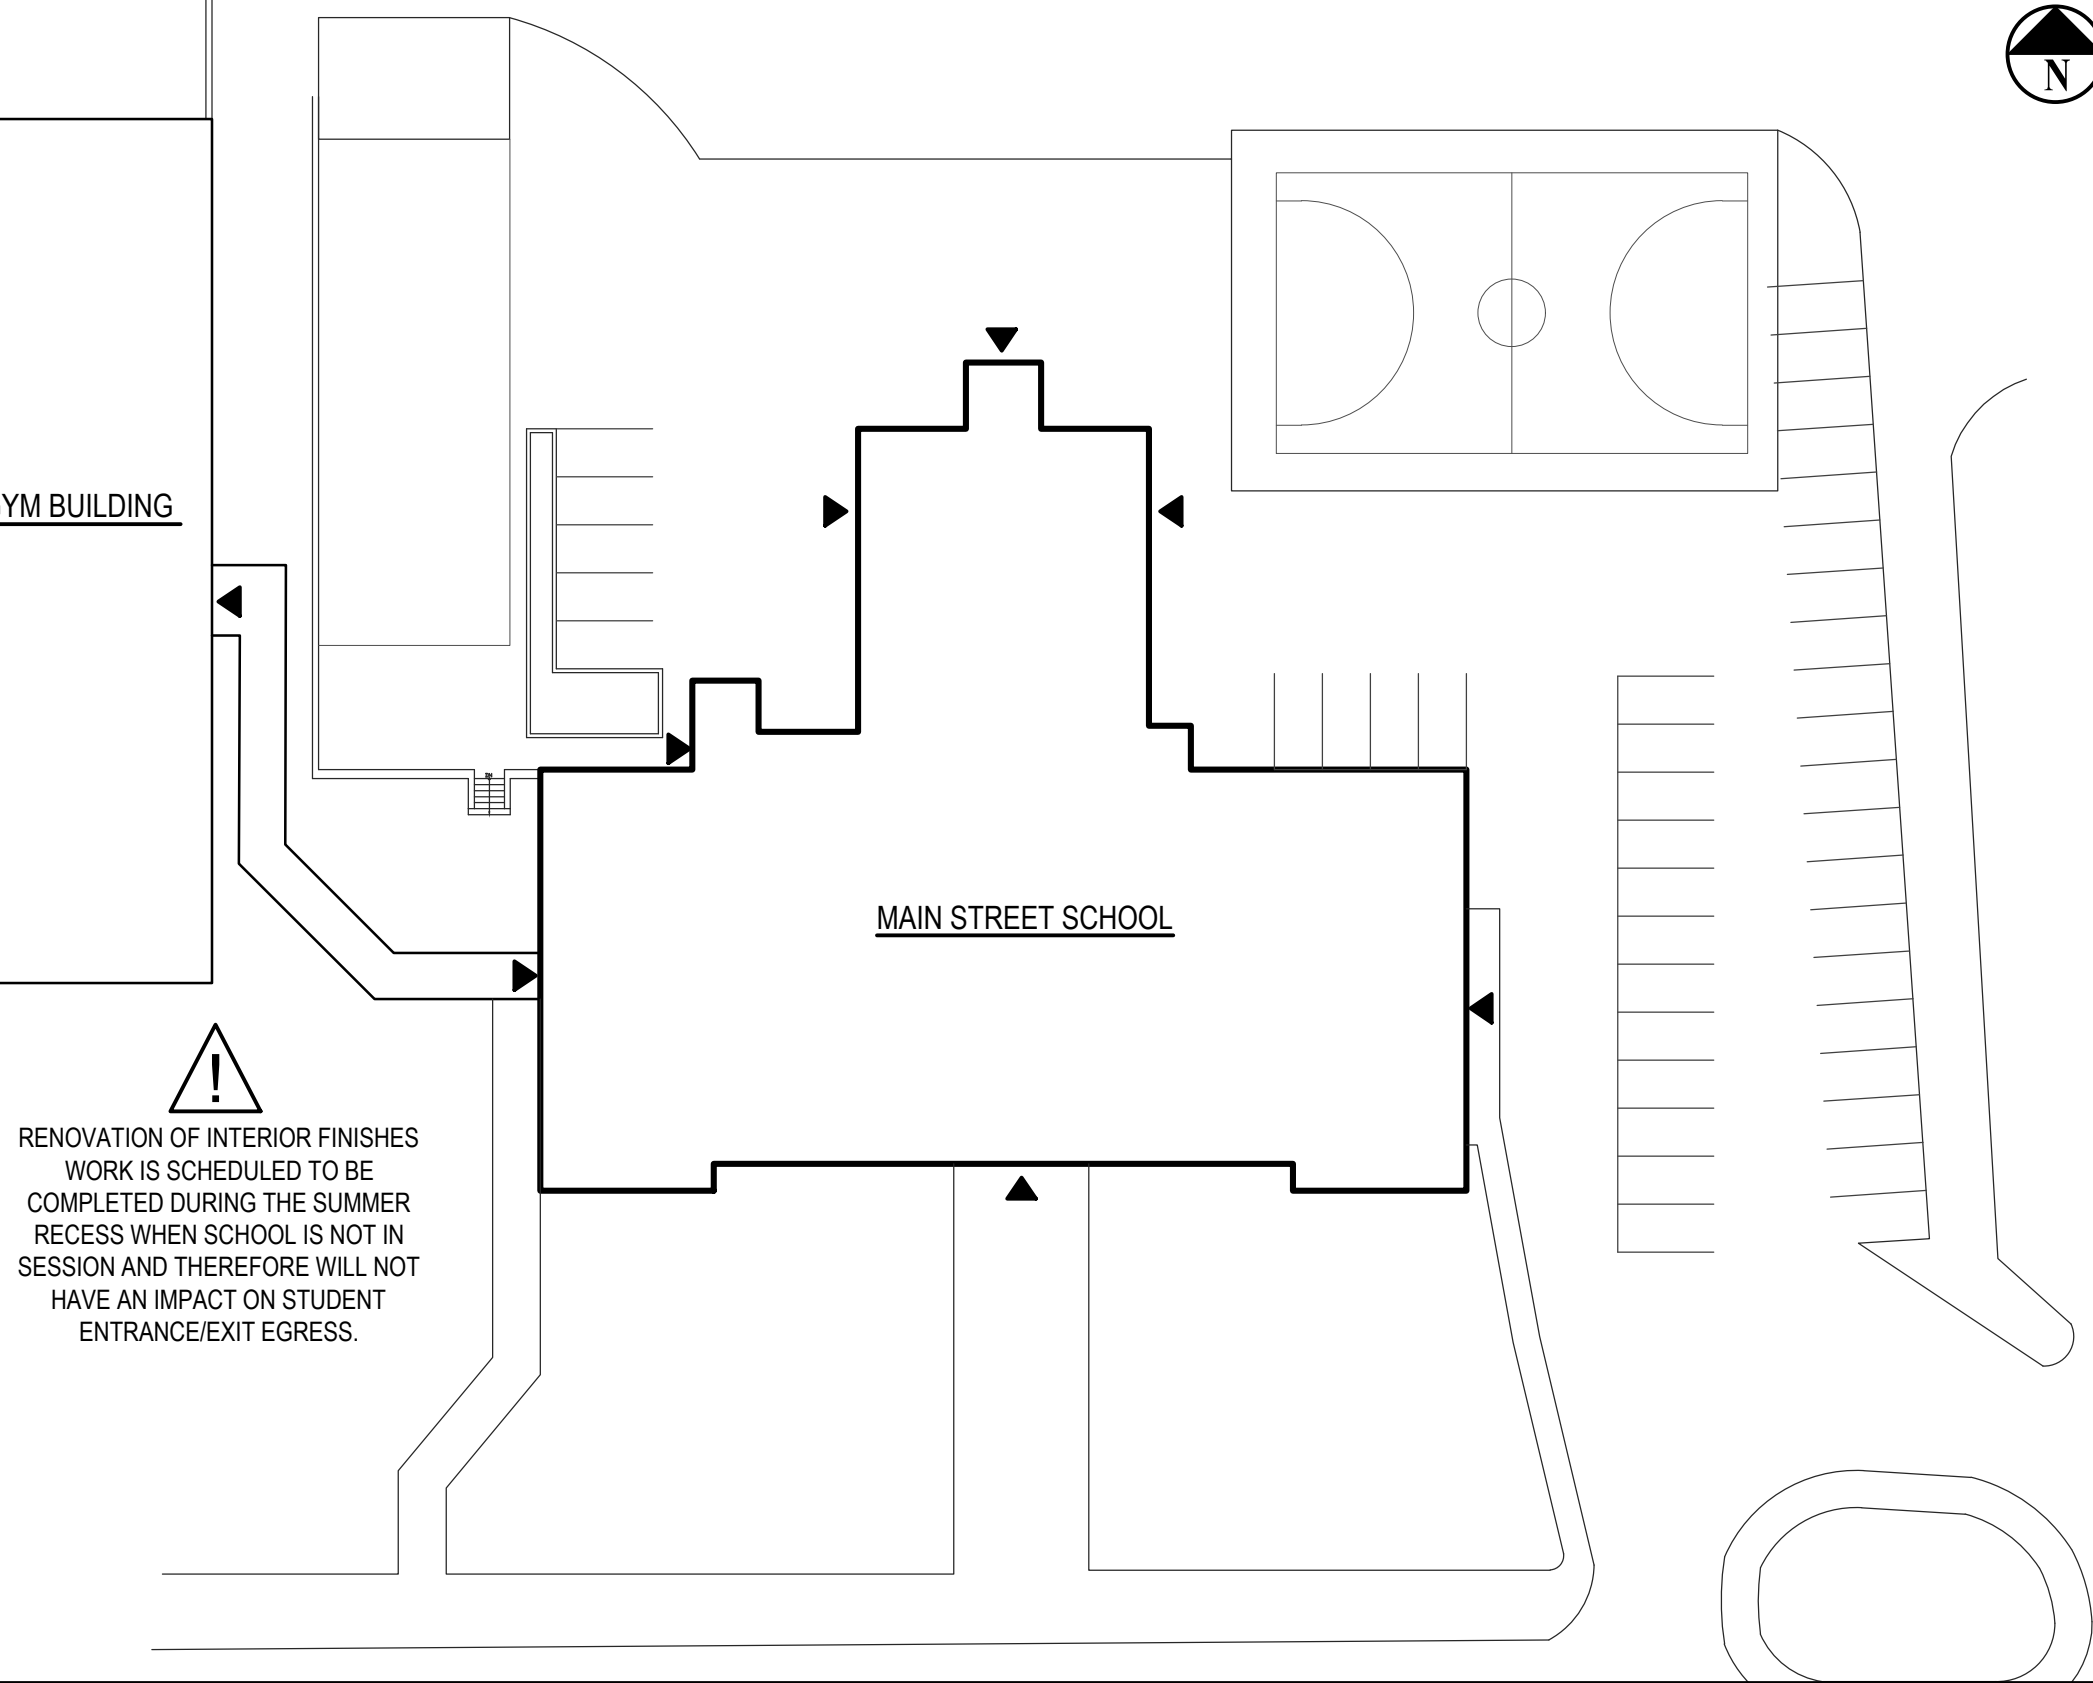 N
YM BUILDING
MAIN STREET SCHOOL
!
RENOVATION OF INTERIOR FINISHES
WORK IS SCHEDULED TO BE
COMPLETED DURING THE SUMMER
RECESS WHEN SCHOOL IS NOT IN
SESSION AND THEREFORE WILL NOT
HAVE AN IMPACT ON STUDENT
ENTRANCE/EXIT EGRESS.